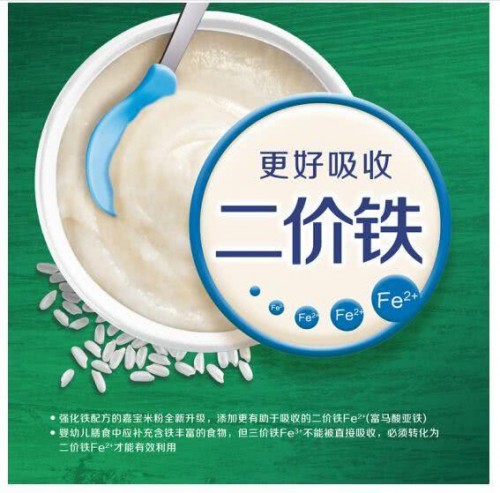 更好吸收
二价铁
Fe²⁺
Fe²⁺
Fe²⁺
Fe²⁺
• 强化铁配方的嘉宝米粉全新升级，添加更有助于吸收的二价铁Fe²⁺(富马酸亚铁)
• 婴幼儿膳食中应补充含铁丰富的食物，但三价铁Fe³⁺不能被直接吸收，必须转化为
二价铁Fe²⁺才能有效利用